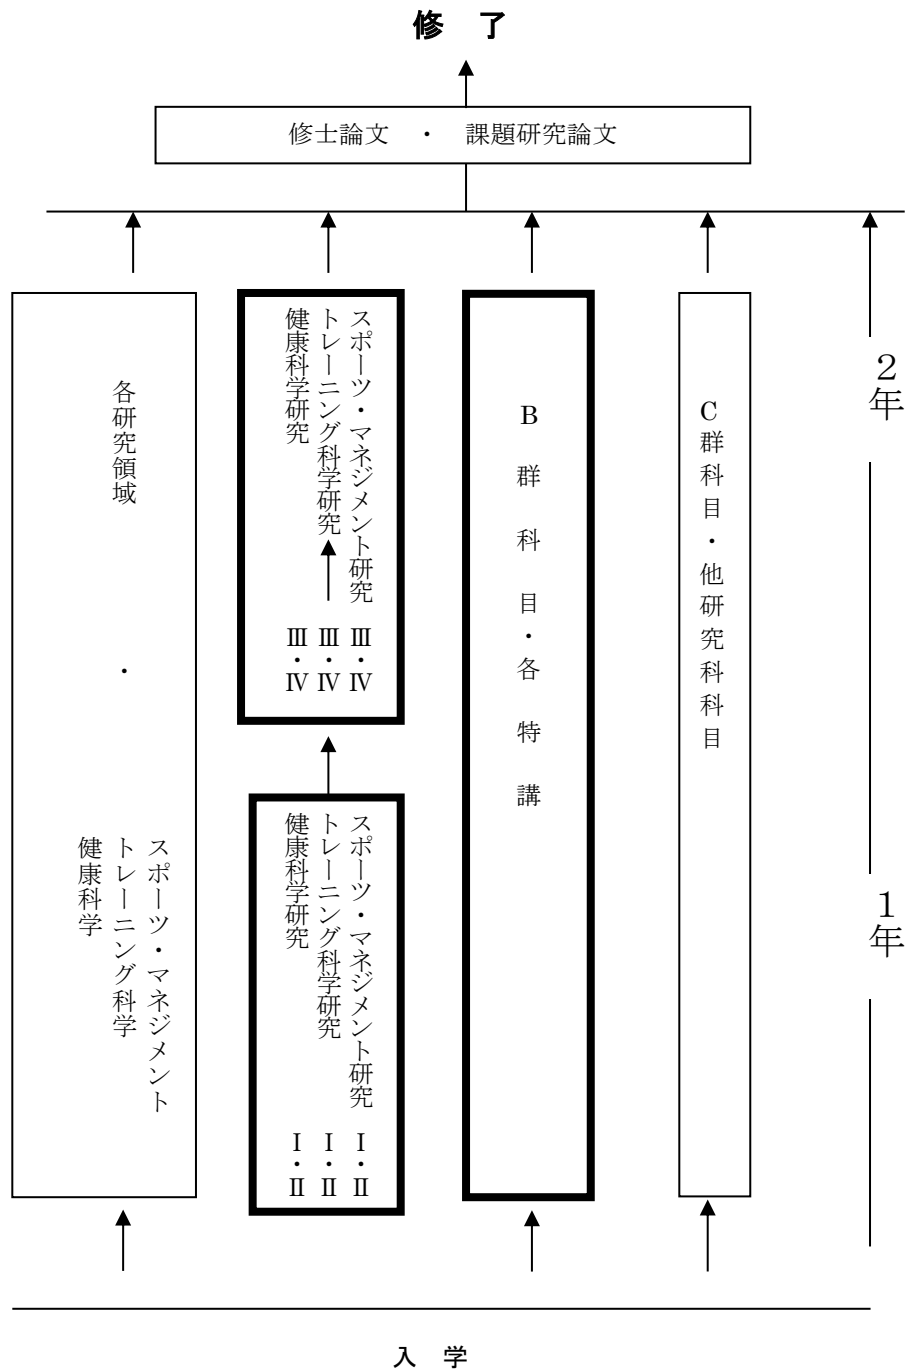 修 了
修士論文 ・ 課題研究論文
各研究領域 ・
スポーツ・マネジメント
トレーニング科学
健康科学
スポーツ・マネジメント研究 Ⅲ・Ⅳ
トレーニング科学研究 Ⅲ・Ⅳ
健康科学研究 Ⅲ・Ⅳ
スポーツ・マネジメント研究 Ⅰ・Ⅱ
トレーニング科学研究 Ⅰ・Ⅱ
健康科学研究 Ⅰ・Ⅱ
B 群 科 目・各 特 講
C群科目・他研究科科目
2年
1年
入 学